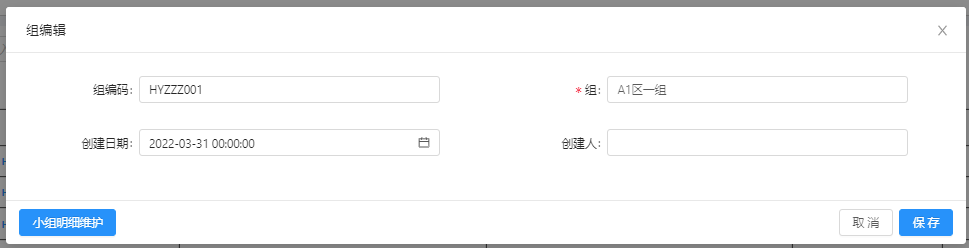 组编辑
组编码: HYZZZ001
* 组: A1区一组
创建日期: 2022-03-31 00:00:00
创建人:
小组明细维护 取 消 保 存